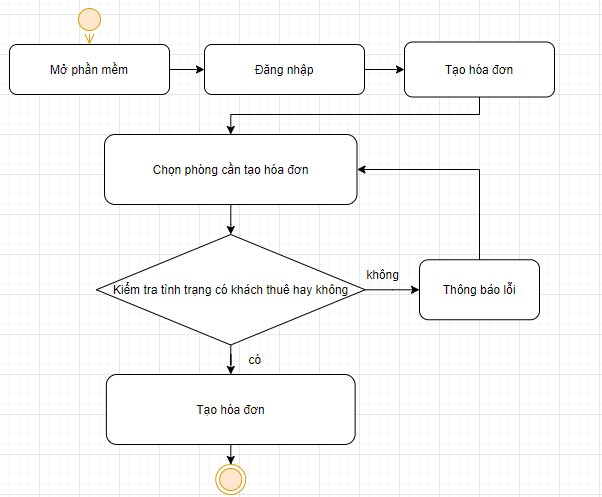 Mở phần mềm
Đăng nhập
Tạo hóa đơn
Chọn phòng cần tạo hóa đơn
Kiểm tra tình trạng có khách thuê hay không
không
Thông báo lỗi
có
Tạo hóa đơn